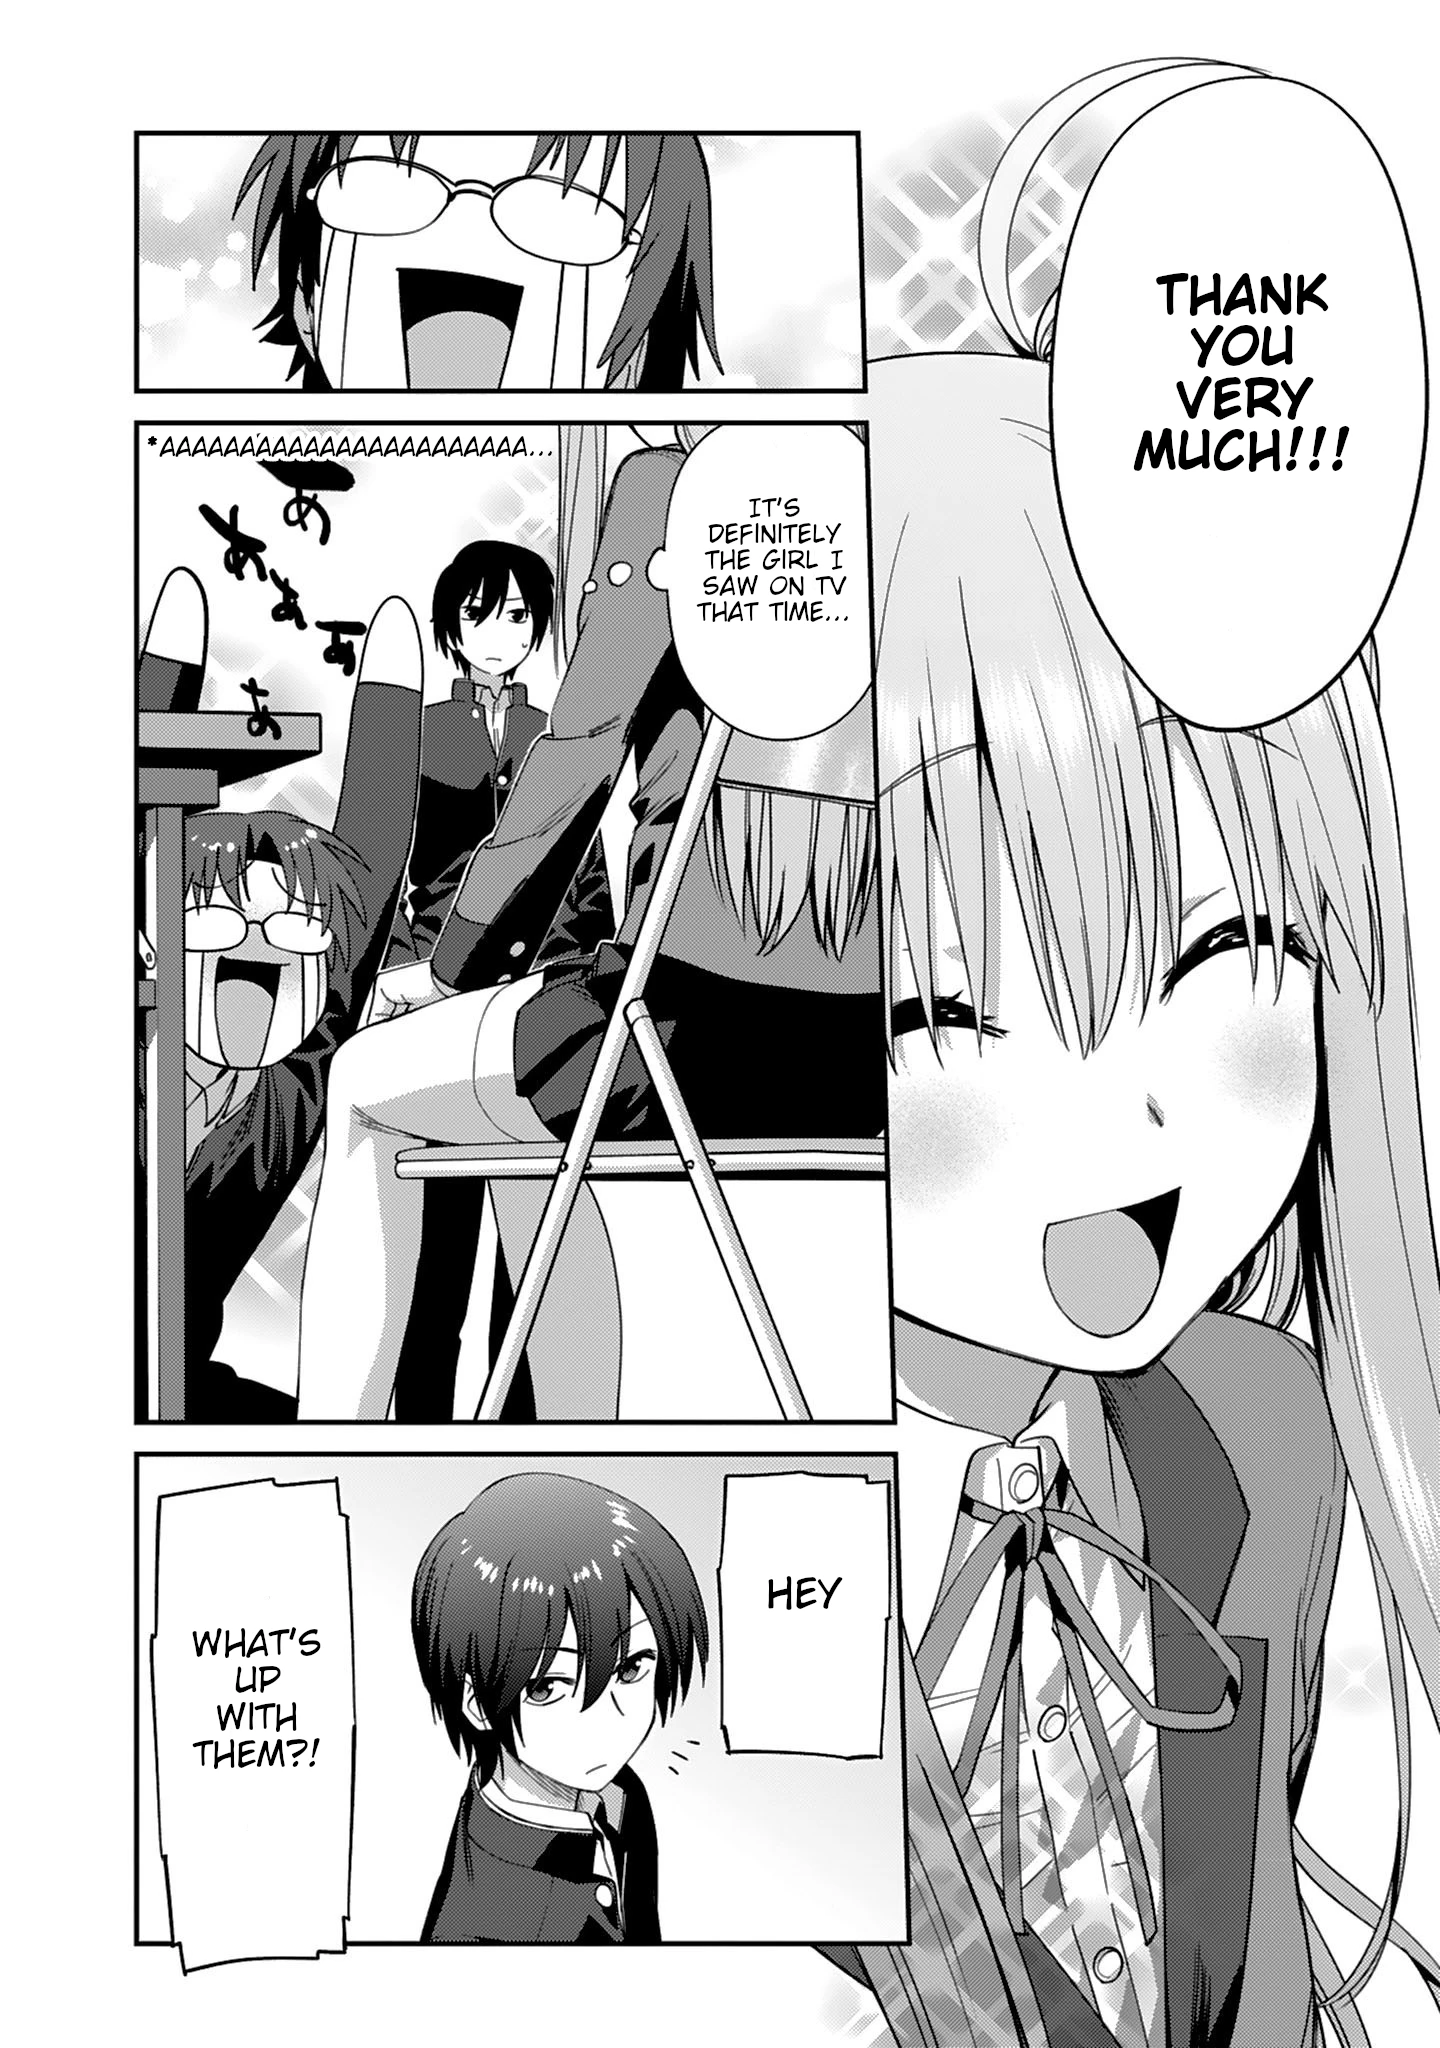 THANK
YOU
VERY
MUCH!!!
*AAAAAAAAAAAAAAAAAAAAAAA...
あ
あ
あ
あ
あ
あ
IT'S
DEFINITELY
THE GIRL I
SAW ON TV
THAT TIME...
HEY
WHAT'S
UP
WITH
THEM?!